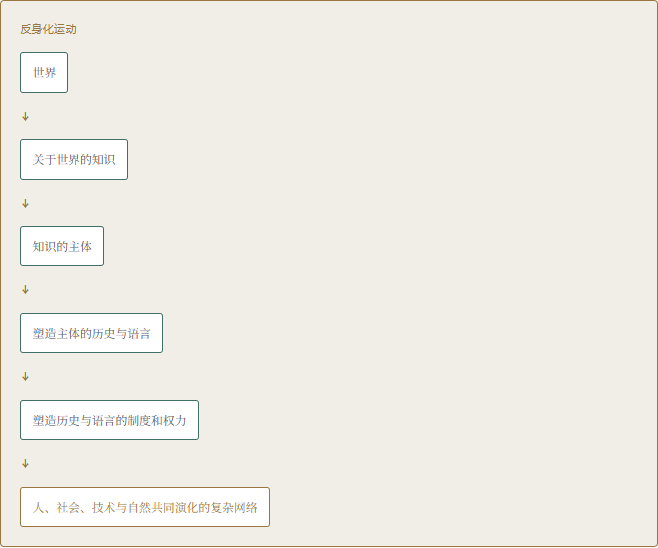 反身化运动
世界
↓
关于世界的知识
↓
知识的主体
↓
塑造主体的历史与语言
↓
塑造历史与语言的制度和权力
↓
人、社会、技术与自然共同演化的复杂网络